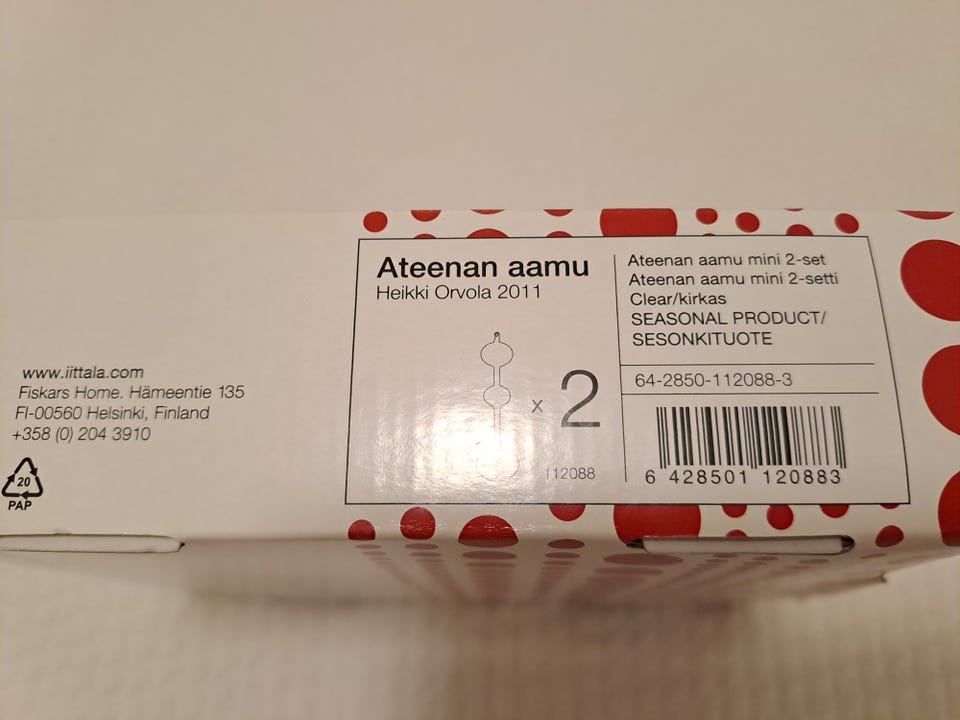 www.iittala.com
Fiskars Home. Hämeentie 135
FI-00560 Helsinki, Finland
+358 (0) 204 3910
20
PAP
Ateenan aamu
Heikki Orvola 2011
x 2
112088
Ateenan aamu mini 2-set
Ateenan aamu mini 2-setti
Clear/kirkas
SEASONAL PRODUCT/
SESONKITUOTE
64-2850-112088-3
6 428501 120883